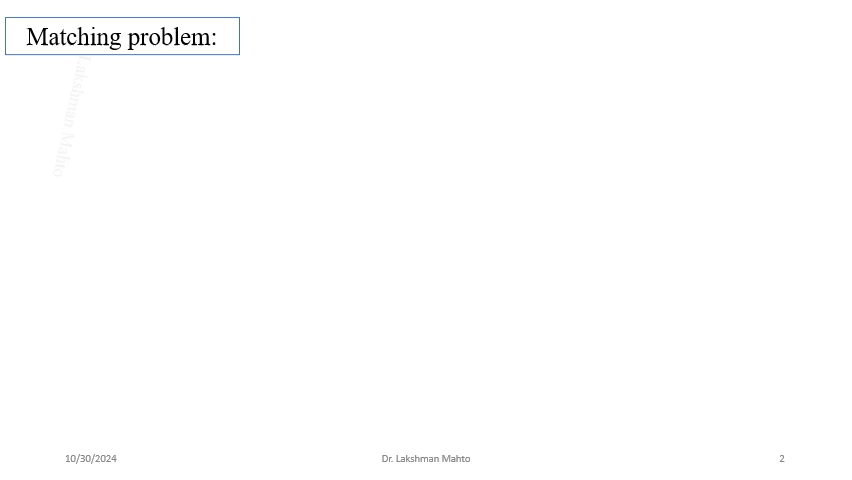 Matching problem:
Lakshman Mahto
10/30/2024
Dr. Lakshman Mahto
2